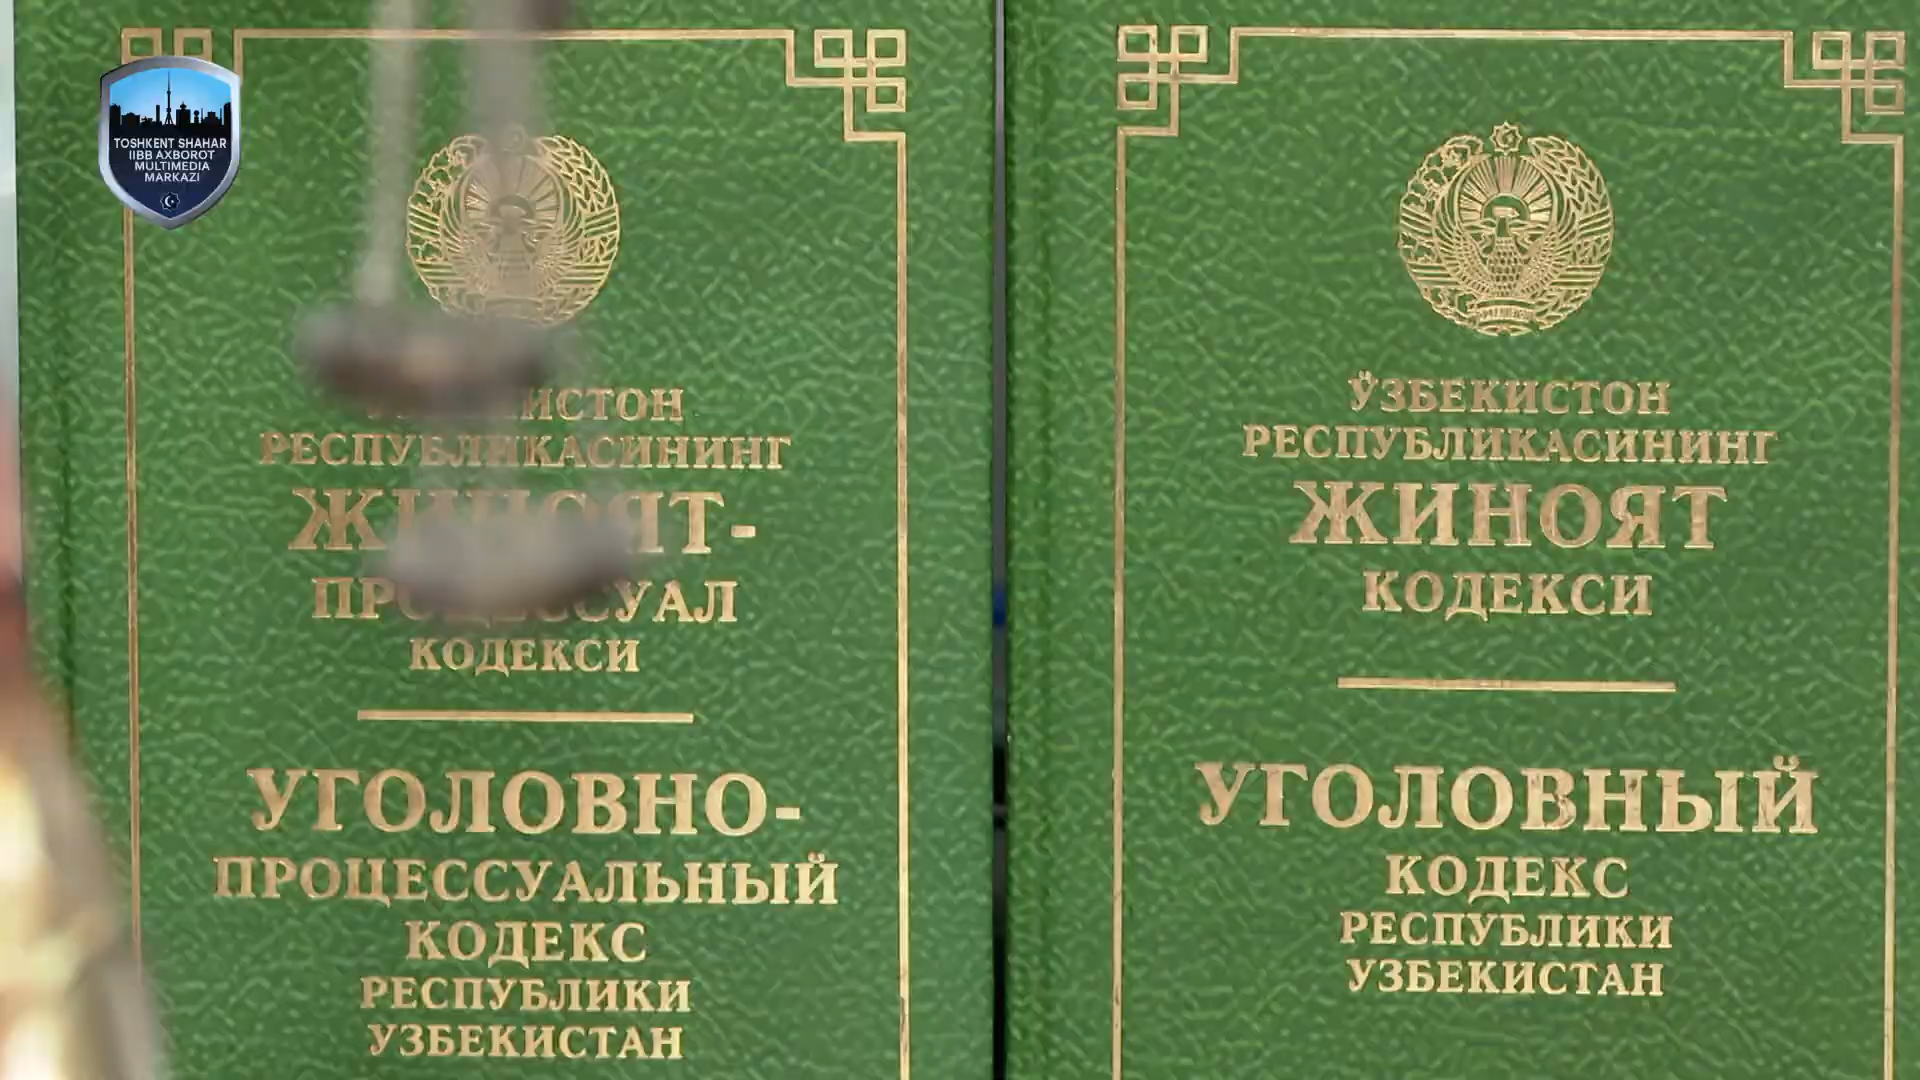 TOSHKENT SHAHAR
IIBB AXBOROT
MULTIMEDIA
MARKAZI
РЕСПУБЛИКАСИНИНГ
КОДЕКСИ
УГОЛОВНО-
ПРОЦЕССУАЛЬНЫЙ
КОДЕКС
РЕСПУБЛИКИ
УЗБЕКИСТАН
ЎЗБЕКИСТОН
РЕСПУБЛИКАСИНИНГ
ЖИНОЯТ
КОДЕКСИ
УГОЛОВНЫЙ
КОДЕКС
РЕСПУБЛИКИ
УЗБЕКИСТАН